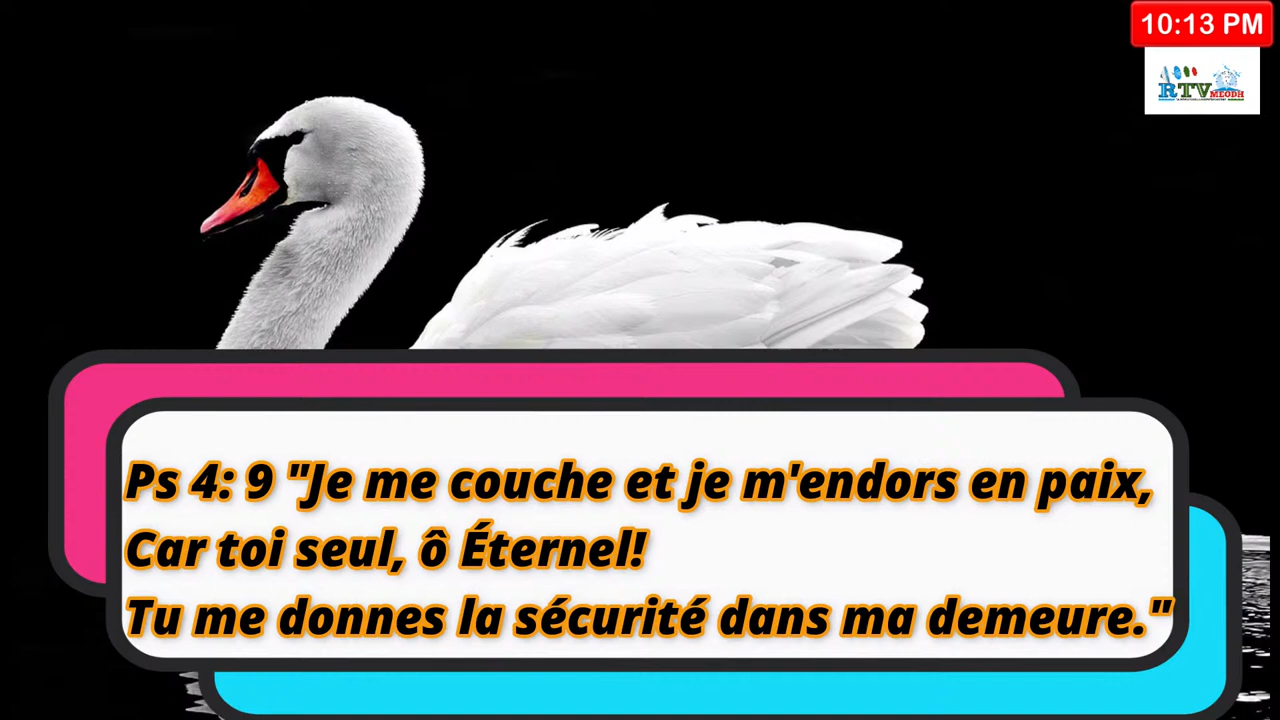 10:13 PM
RTV MEODH
Ps 4: 9 "Je me couche et je m'endors en paix,
Car toi seul, ô Éternel!
Tu me donnes la sécurité dans ma demeure."